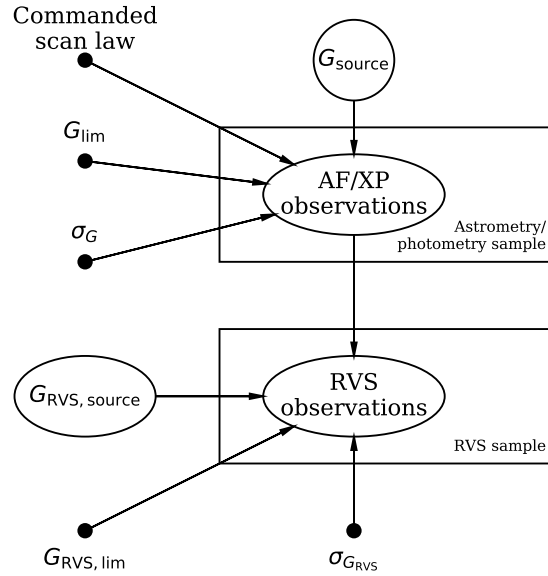 Commanded
scan law
G_source
G_lim
AF/XP
observations
σ_G
Astrometry/
photometry sample
G_RVS, source
RVS
observations
RVS sample
G_RVS, lim
σ_G_RVS